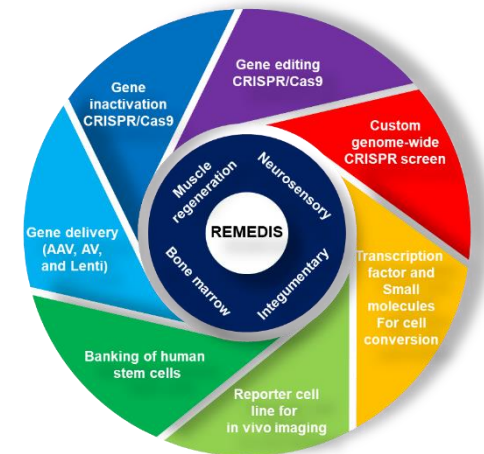 Gene editing
CRISPR/Cas9
Custom
genome-wide
CRISPR screen
Transcription
factor and
Small
molecules
For cell
conversion
Reporter cell
line for
in vivo imaging
Banking of human
stem cells
Gene delivery
(AAV, AV,
and Lenti)
Gene
inactivation
CRISPR/Cas9
Muscle
regeneration
Neurosensory
REMEDIS
Bone marrow
Integumentary